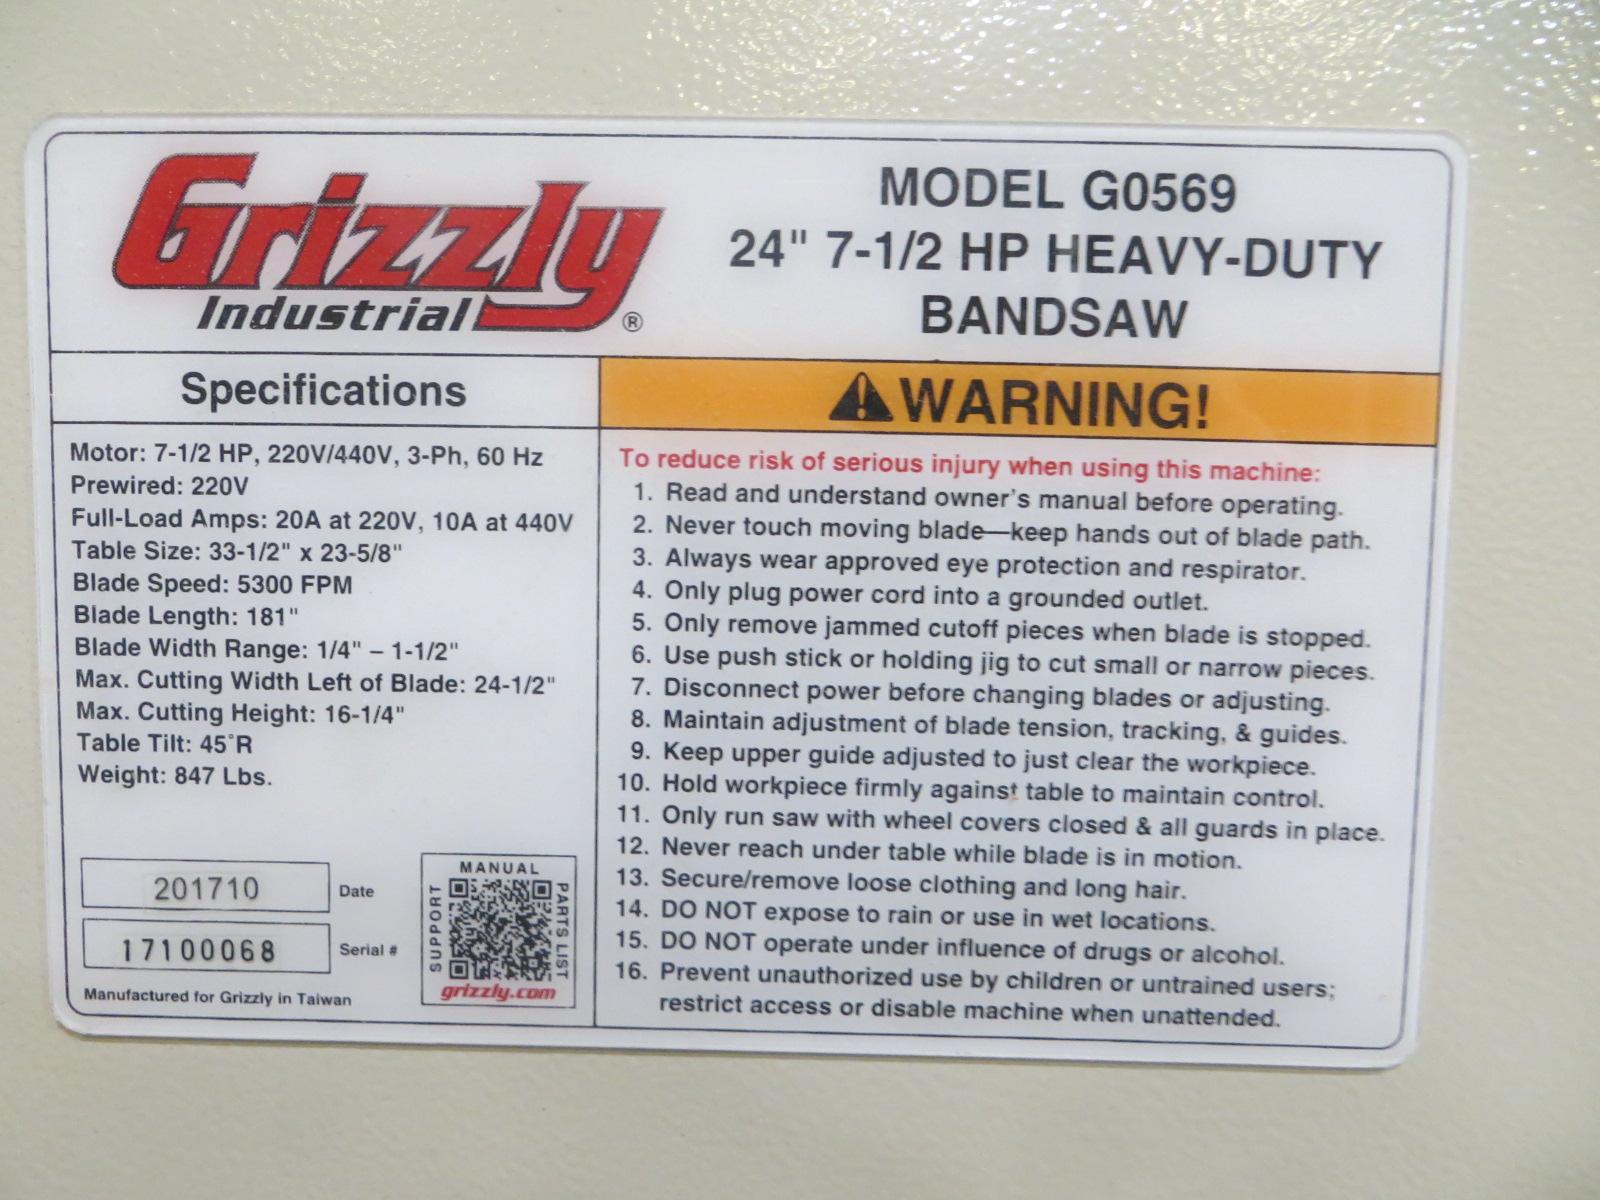 Grizzly
Industrial ®
MODEL G0569
24" 7-1/2 HP HEAVY-DUTY
BANDSAW
Specifications
Motor: 7-1/2 HP, 220V/440V, 3-Ph, 60 Hz
Prewired: 220V
Full-Load Amps: 20A at 220V, 10A at 440V
Table Size: 33-1/2" x 23-5/8"
Blade Speed: 5300 FPM
Blade Length: 181"
Blade Width Range: 1/4" – 1-1/2"
Max. Cutting Width Left of Blade: 24-1/2"
Max. Cutting Height: 16-1/4"
Table Tilt: 45˚R
Weight: 847 Lbs.
201710 Date
17100068 Serial #
Manufactured for Grizzly in Taiwan
MANUAL
SUPPORT
PARTS LIST
grizzly.com
WARNING!
To reduce risk of serious injury when using this machine:
1. Read and understand owner's manual before operating.
2. Never touch moving blade—keep hands out of blade path.
3. Always wear approved eye protection and respirator.
4. Only plug power cord into a grounded outlet.
5. Only remove jammed cutoff pieces when blade is stopped.
6. Use push stick or holding jig to cut small or narrow pieces.
7. Disconnect power before changing blades or adjusting.
8. Maintain adjustment of blade tension, tracking, & guides.
9. Keep upper guide adjusted to just clear the workpiece.
10. Hold workpiece firmly against table to maintain control.
11. Only run saw with wheel covers closed & all guards in place.
12. Never reach under table while blade is in motion.
13. Secure/remove loose clothing and long hair.
14. DO NOT expose to rain or use in wet locations.
15. DO NOT operate under influence of drugs or alcohol.
16. Prevent unauthorized use by children or untrained users;
restrict access or disable machine when unattended.